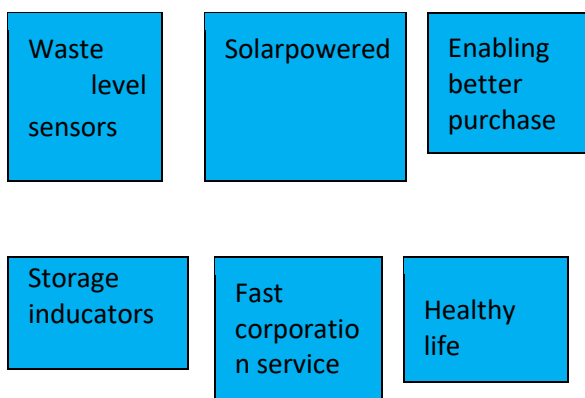 Waste
level
sensors
Solarpowered
Enabling
better
purchase
Storage
inducators
Fast
corporatio
n service
Healthy
life